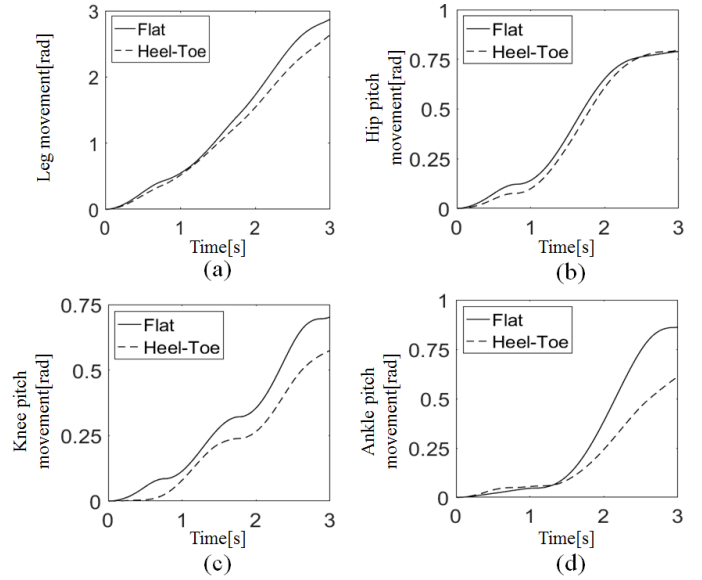 3
2
1
0
0
1
2
3
Flat
Heel-Toe
Leg movement[rad]
Time[s]
(a)
1
0.75
0.5
0.25
0
0
1
2
3
Flat
Heel-Toe
Hip pitch
movement[rad]
Time[s]
(b)
0.75
0.5
0.25
0
0
1
2
3
Flat
Heel-Toe
Knee pitch
movement[rad]
Time[s]
(c)
1
0.75
0.5
0.25
0
0
1
2
3
Flat
Heel-Toe
Ankle pitch
movement[rad]
Time[s]
(d)